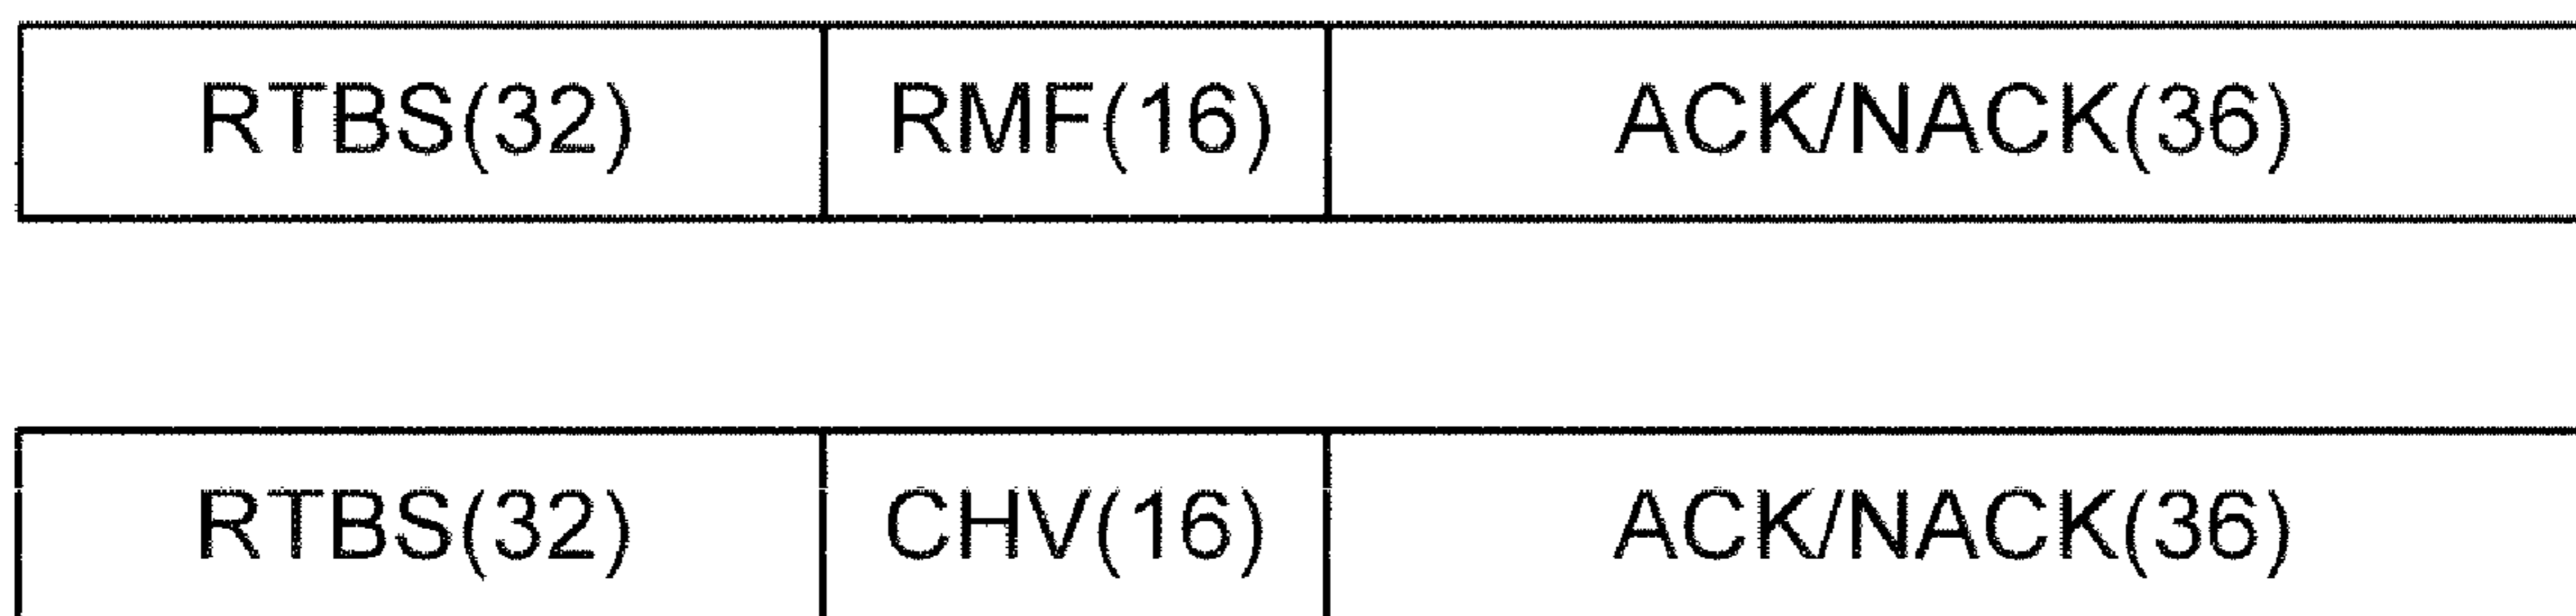 RTBS(32) RMF(16) ACK/NACK(36)
RTBS(32) CHV(16) ACK/NACK(36)